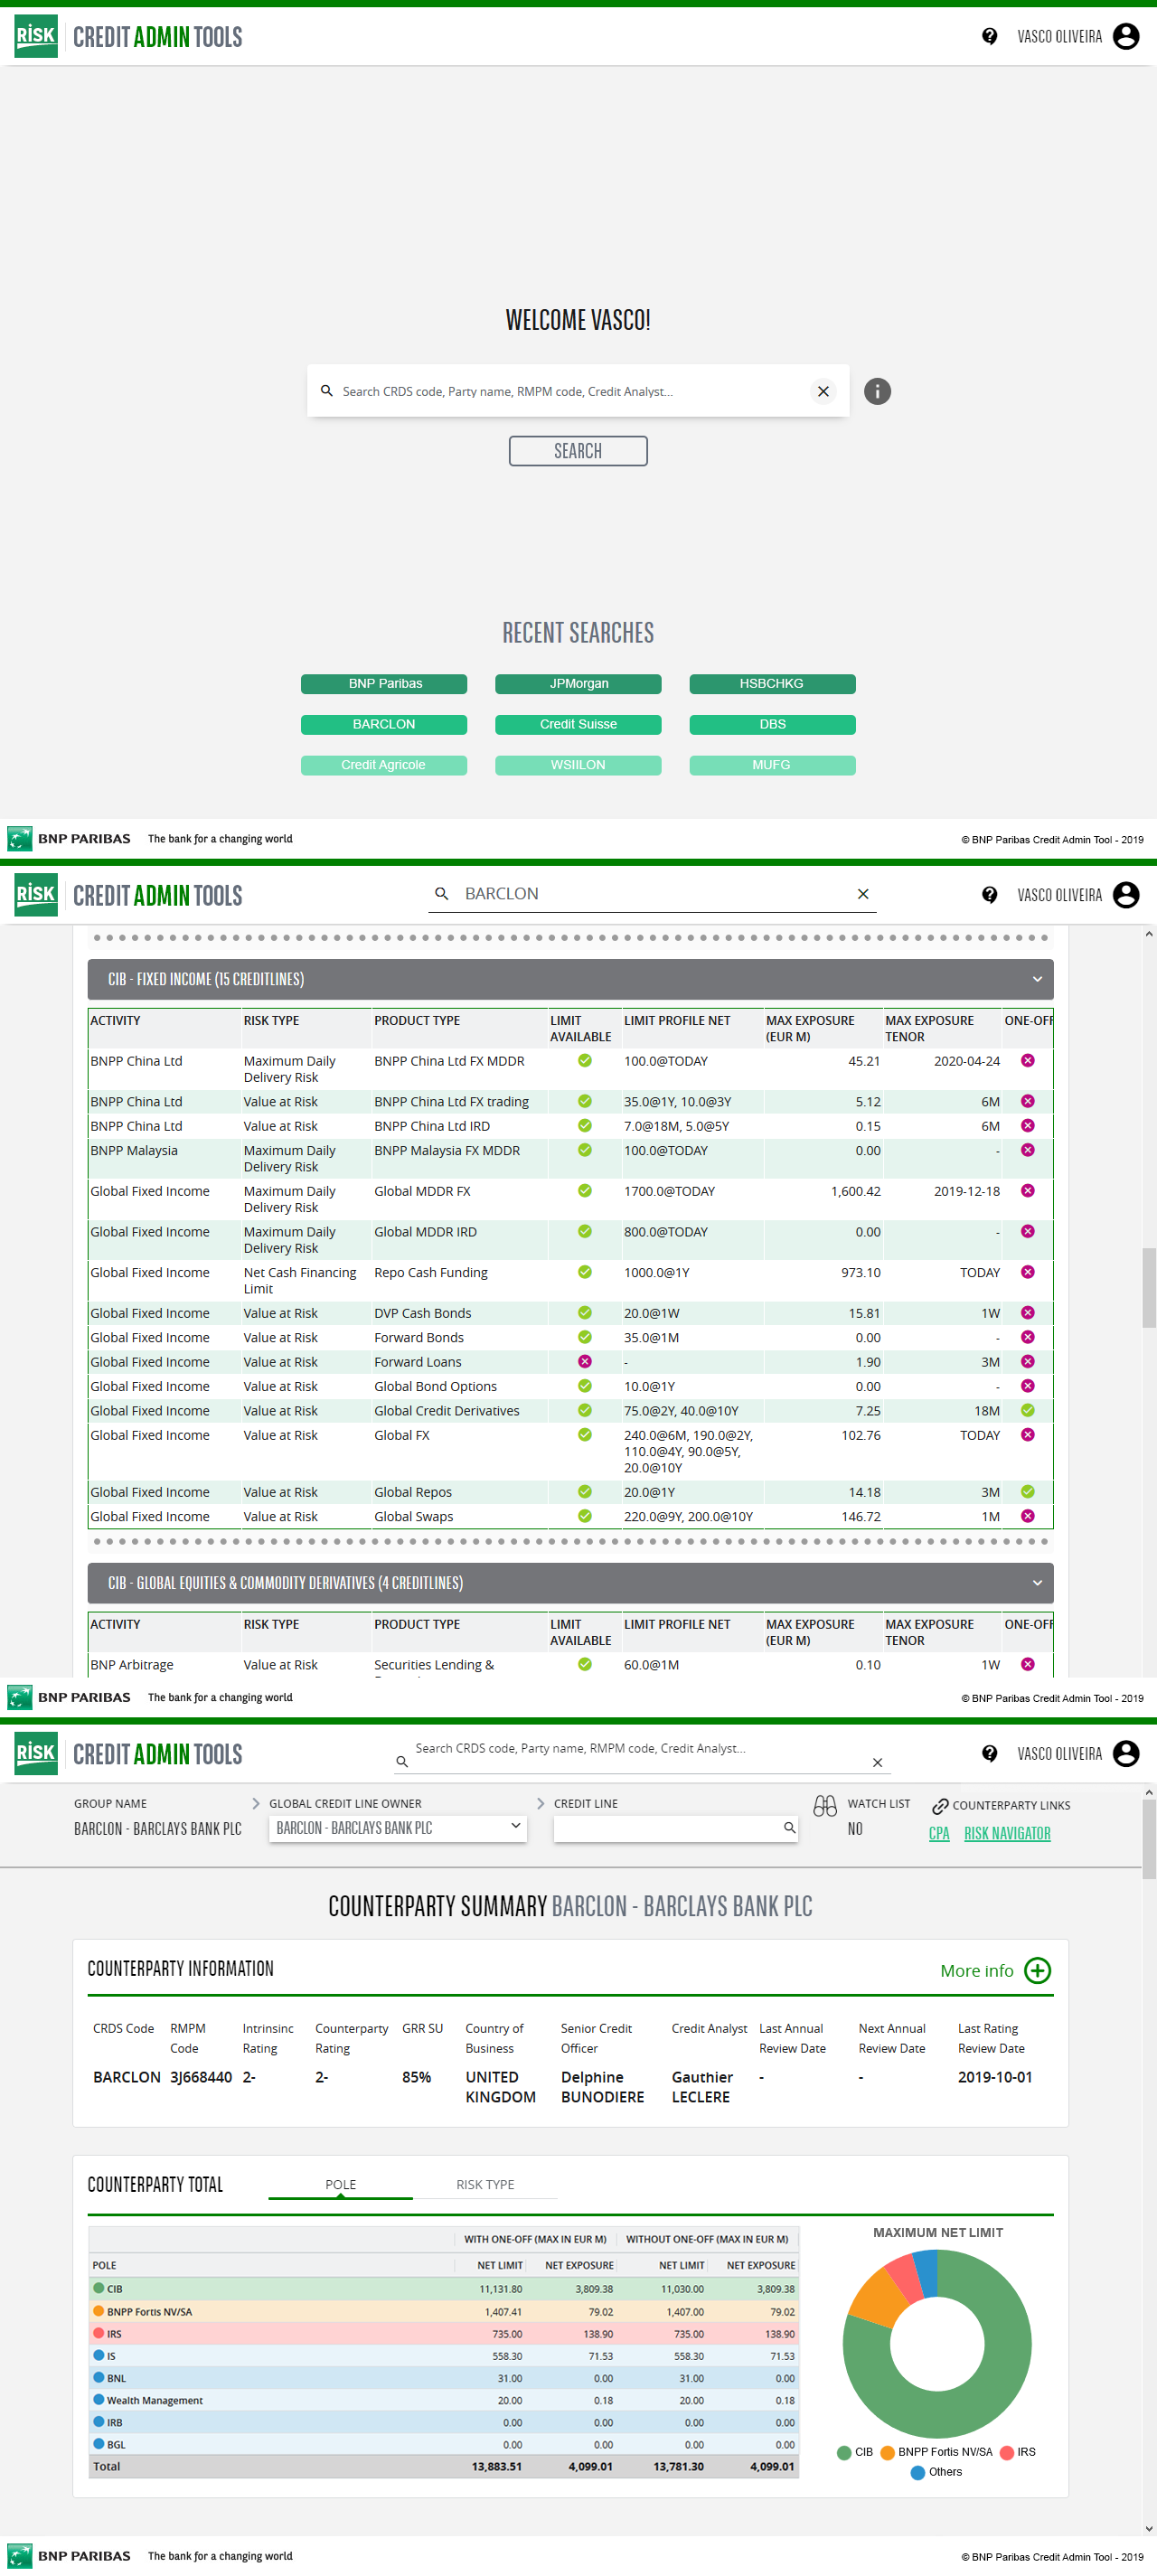 RISK
CREDIT ADMIN TOOLS
VASCO OLIVEIRA
WELCOME VASCO!
Search CRDS code, Party name, RMPM code, Credit Analyst...
SEARCH
RECENT SEARCHES
BNP Paribas JPMorgan HSBCHKG
BARCLON Credit Suisse DBS
Credit Agricole WSIILON MUFG
BNP PARIBAS The bank for a changing world © BNP Paribas Credit Admin Tool - 2019
RISK
CREDIT ADMIN TOOLS
BARCLON
VASCO OLIVEIRA
CIB - FIXED INCOME (15 CREDITLINES)
ACTIVITY RISK TYPE PRODUCT TYPE LIMIT AVAILABLE LIMIT PROFILE NET MAX EXPOSURE (EUR M) MAX EXPOSURE TENOR ONE-OFF
BNPP China Ltd Maximum Daily Delivery Risk BNPP China Ltd FX MDDR 100.0@TODAY 45.21 2020-04-24
BNPP China Ltd Value at Risk BNPP China Ltd FX trading 35.0@1Y, 10.0@3Y 5.12 6M
BNPP China Ltd Value at Risk BNPP China Ltd IRD 7.0@18M, 5.0@5Y 0.15 6M
BNPP Malaysia Maximum Daily Delivery Risk BNPP Malaysia FX MDDR 100.0@TODAY 0.00 -
Global Fixed Income Maximum Daily Delivery Risk Global MDDR FX 1700.0@TODAY 1,600.42 2019-12-18
Global Fixed Income Maximum Daily Delivery Risk Global MDDR IRD 800.0@TODAY 0.00 -
Global Fixed Income Net Cash Financing Limit Repo Cash Funding 1000.0@1Y 973.10 TODAY
Global Fixed Income Value at Risk DVP Cash Bonds 20.0@1W 15.81 1W
Global Fixed Income Value at Risk Forward Bonds 35.0@1M 0.00 -
Global Fixed Income Value at Risk Forward Loans - 1.90 3M
Global Fixed Income Value at Risk Global Bond Options 10.0@1Y 0.00 -
Global Fixed Income Value at Risk Global Credit Derivatives 75.0@2Y, 40.0@10Y 7.25 18M
Global Fixed Income Value at Risk Global FX 240.0@6M, 190.0@2Y, 110.0@4Y, 90.0@5Y, 20.0@10Y 102.76 TODAY
Global Fixed Income Value at Risk Global Repos 20.0@1Y 14.18 3M
Global Fixed Income Value at Risk Global Swaps 220.0@9Y, 200.0@10Y 146.72 1M
CIB - GLOBAL EQUITIES & COMMODITY DERIVATIVES (4 CREDITLINES)
ACTIVITY RISK TYPE PRODUCT TYPE LIMIT AVAILABLE LIMIT PROFILE NET MAX EXPOSURE (EUR M) MAX EXPOSURE TENOR ONE-OFF
BNP Arbitrage Value at Risk Securities Lending & 60.0@1M 0.10 1W
BNP PARIBAS The bank for a changing world © BNP Paribas Credit Admin Tool - 2019
RISK
CREDIT ADMIN TOOLS
Search CRDS code, Party name, RMPM code, Credit Analyst...
VASCO OLIVEIRA
GROUP NAME GLOBAL CREDIT LINE OWNER CREDIT LINE WATCH LIST COUNTERPARTY LINKS
BARCLON - BARCLAYS BANK PLC BARCLON - BARCLAYS BANK PLC NO CPA RISK NAVIGATOR
COUNTERPARTY SUMMARY BARCLON - BARCLAYS BANK PLC
COUNTERPARTY INFORMATION More info
CRDS Code RMPM Code Intrinsinc Rating Counterparty Rating GRR SU Country of Business Senior Credit Officer Credit Analyst Last Annual Review Date Next Annual Review Date Last Rating Review Date
BARCLON 3J668440 2- 2- 85% UNITED KINGDOM Delphine BUNODIERE Gauthier LECLERE - - 2019-10-01
COUNTERPARTY TOTAL POLE RISK TYPE
WITH ONE-OFF (MAX IN EUR M) WITHOUT ONE-OFF (MAX IN EUR M)
POLE NET LIMIT NET EXPOSURE NET LIMIT NET EXPOSURE
CIB 11,131.80 3,809.38 11,030.00 3,809.38
BNPP Fortis NV/SA 1,407.41 79.02 1,407.00 79.02
IRS 735.00 138.90 735.00 138.90
IS 558.30 71.53 558.30 71.53
BNL 31.00 0.00 31.00 0.00
Wealth Management 20.00 0.18 20.00 0.18
IRB 0.00 0.00 0.00 0.00
BGL 0.00 0.00 0.00 0.00
Total 13,883.51 4,099.01 13,781.30 4,099.01
MAXIMUM NET LIMIT
CIB BNPP Fortis NV/SA IRS
Others
BNP PARIBAS The bank for a changing world © BNP Paribas Credit Admin Tool - 2019